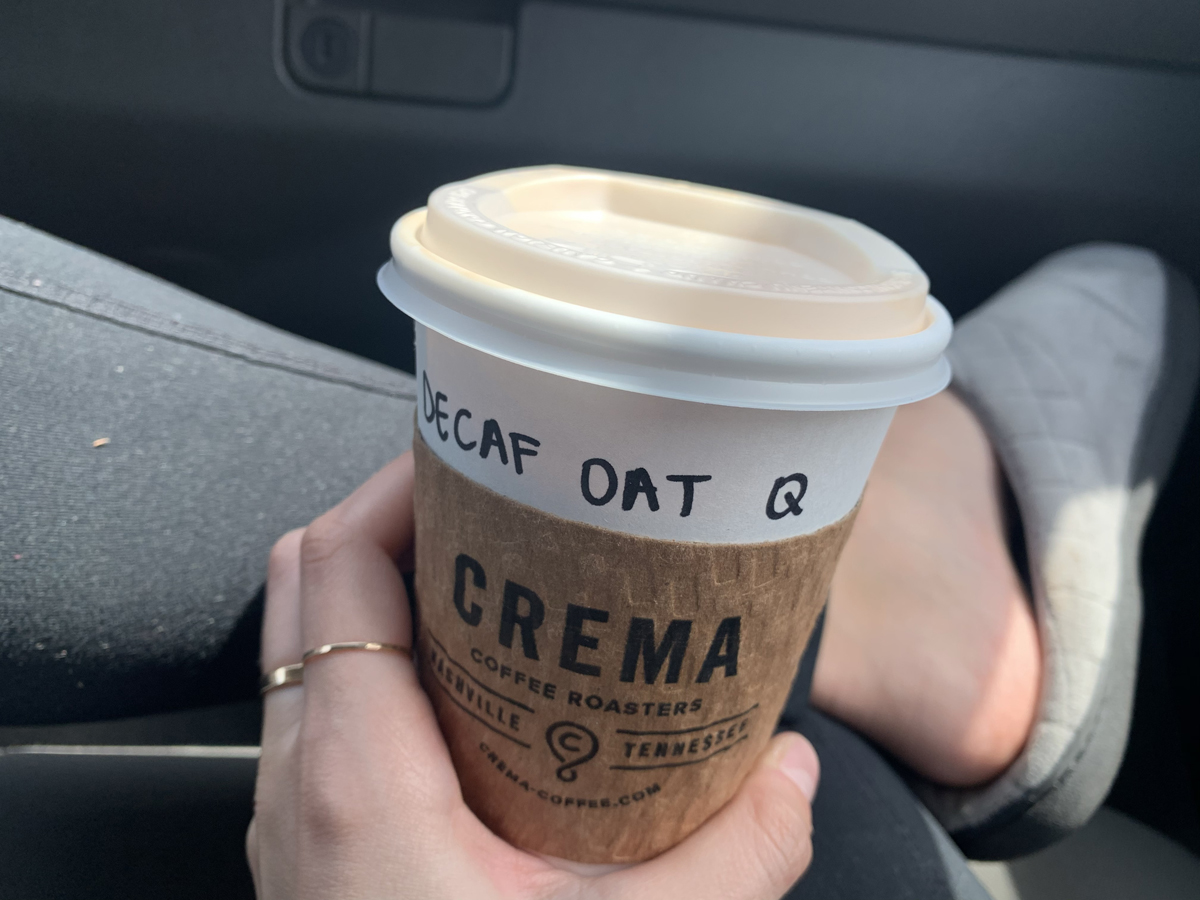 DECAF OAT Q
CREMA
COFFEE ROASTERS
NASHVILLE TENNESSEE
C
CREMA-COFFEE.COM